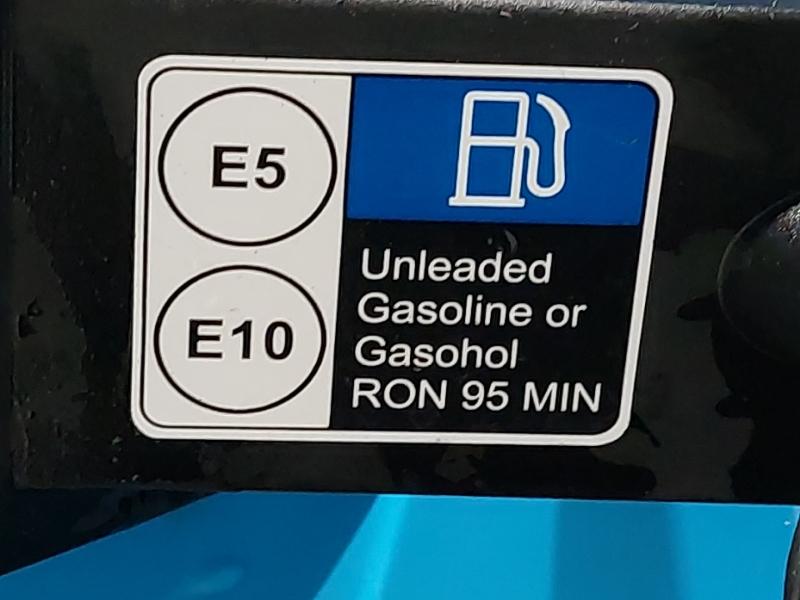 E5
E10
Unleaded
Gasoline or
Gasohol
RON 95 MIN